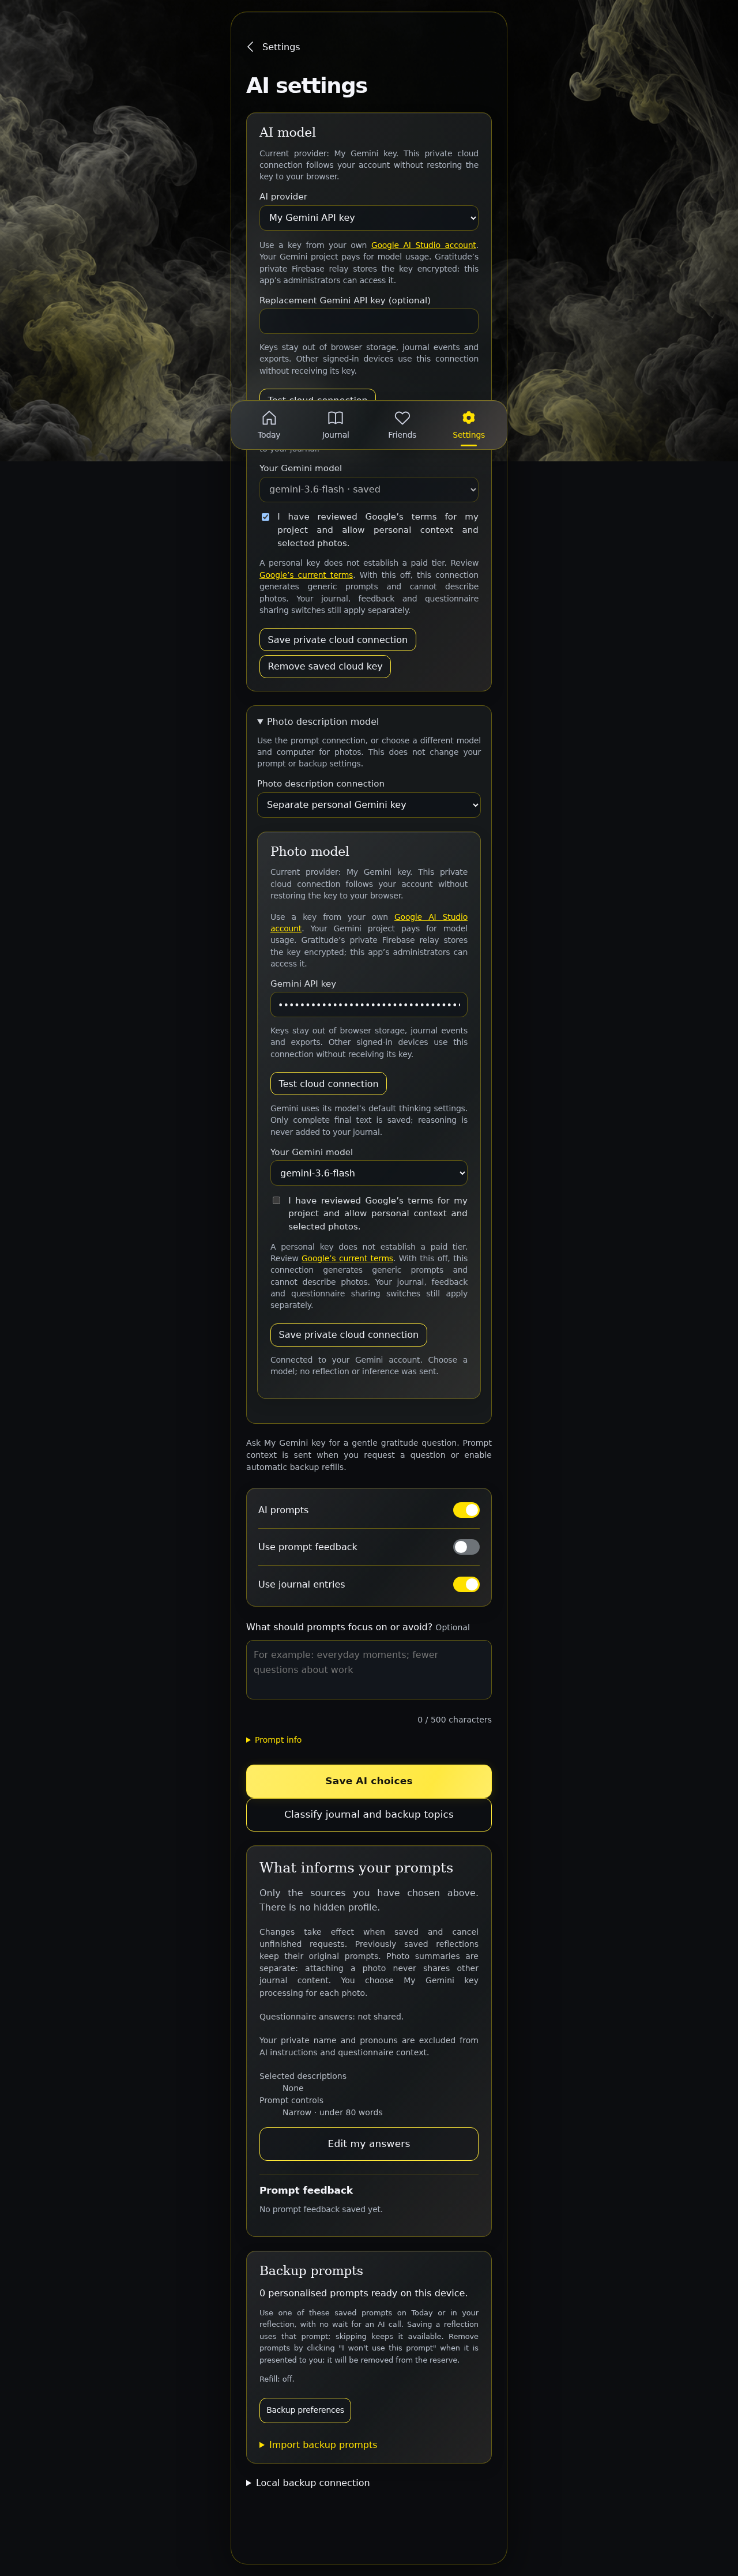 Settings
AI settings
AI model
Current provider: My Gemini key. This private cloud
connection follows your account without restoring the
key to your browser.
AI provider
My Gemini API key
Use a key from your own Google AI Studio account.
Your Gemini project pays for model usage. Gratitude's
private Firebase relay stores the key encrypted; this
app's administrators can access it.
Replacement Gemini API key (optional)
Keys stay out of browser storage, journal events and
exports. Other signed-in devices use this connection
without receiving its key.
Test cloud connection
Today
Journal
Friends
Settings
to your journal.
Your Gemini model
gemini-3.6-flash · saved
I have reviewed Google's terms for my
project and allow personal context and
selected photos.
A personal key does not establish a paid tier. Review
Google's current terms. With this off, this connection
generates generic prompts and cannot describe
photos. Your journal, feedback and questionnaire
sharing switches still apply separately.
Save private cloud connection
Remove saved cloud key
▼ Photo description model
Use the prompt connection, or choose a different model
and computer for photos. This does not change your
prompt or backup settings.
Photo description connection
Separate personal Gemini key
Photo model
Current provider: My Gemini key. This private
cloud connection follows your account without
restoring the key to your browser.
Use a key from your own Google AI Studio
account. Your Gemini project pays for model
usage. Gratitude's private Firebase relay stores
the key encrypted; this app's administrators can
access it.
Gemini API key
Keys stay out of browser storage, journal events
and exports. Other signed-in devices use this
connection without receiving its key.
Test cloud connection
Gemini uses its model's default thinking settings.
Only complete final text is saved; reasoning is
never added to your journal.
Your Gemini model
gemini-3.6-flash
I have reviewed Google's terms for my
project and allow personal context and
selected photos.
A personal key does not establish a paid tier.
Review Google's current terms. With this off, this
connection generates generic prompts and
cannot describe photos. Your journal, feedback
and questionnaire sharing switches still apply
separately.
Save private cloud connection
Connected to your Gemini account. Choose a
model; no reflection or inference was sent.
Ask My Gemini key for a gentle gratitude question. Prompt
context is sent when you request a question or enable
automatic backup refills.
AI prompts
Use prompt feedback
Use journal entries
What should prompts focus on or avoid? Optional
For example: everyday moments; fewer
questions about work
0 / 500 characters
▶ Prompt info
Save AI choices
Classify journal and backup topics
What informs your prompts
Only the sources you have chosen above.
There is no hidden profile.
Changes take effect when saved and cancel
unfinished requests. Previously saved reflections
keep their original prompts. Photo summaries are
separate: attaching a photo never shares other
journal content. You choose My Gemini key
processing for each photo.
Questionnaire answers: not shared.
Your private name and pronouns are excluded from
AI instructions and questionnaire context.
Selected descriptions
None
Prompt controls
Narrow · under 80 words
Edit my answers
Prompt feedback
No prompt feedback saved yet.
Backup prompts
0 personalised prompts ready on this device.
Use one of these saved prompts on Today or in your
reflection, with no wait for an AI call. Saving a reflection
uses that prompt; skipping keeps it available. Remove
prompts by clicking "I won't use this prompt" when it is
presented to you; it will be removed from the reserve.
Refill: off.
Backup preferences
▶ Import backup prompts
▶ Local backup connection